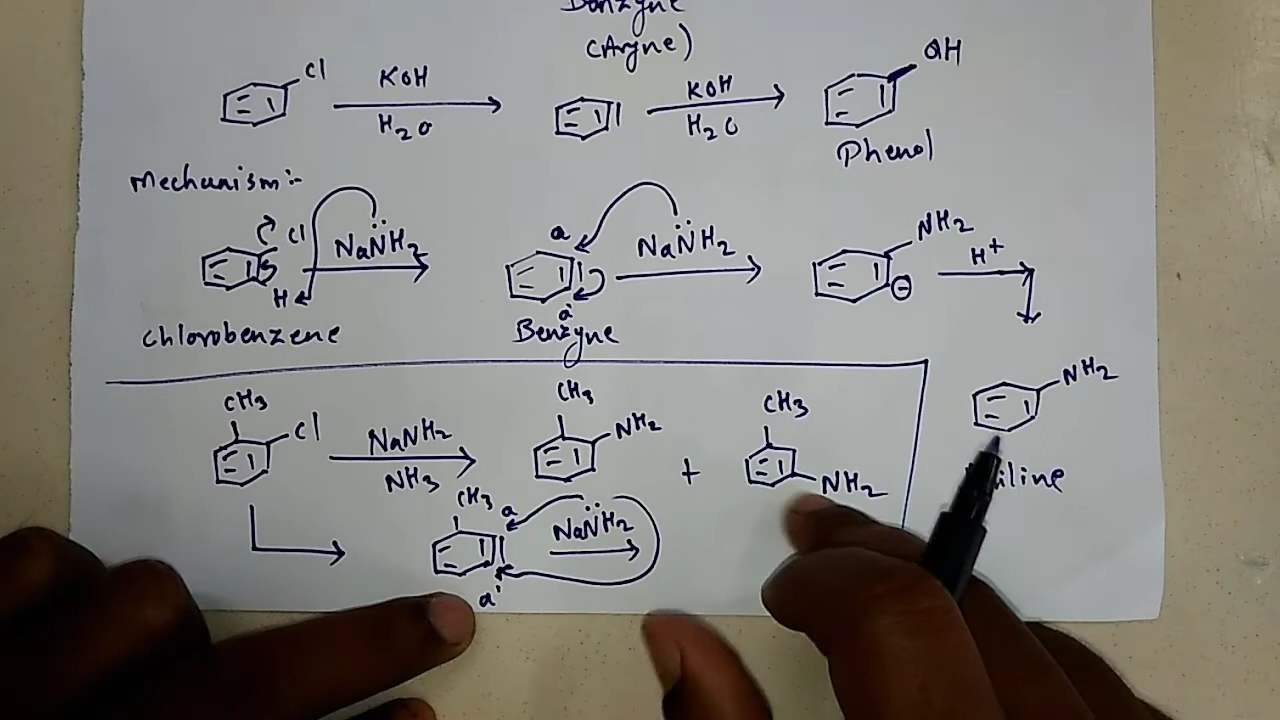 Benzyne
(Aryne)
Cl KOH H2O KOH H2O OH
Phenol
Mechanism:-
Cl NaNH2 a NaNH2 NH2 H+
H a'
Chlorobenzene Benzyne
CH3 CH3 CH3 NH2
Cl NaNH2 NH2
NH3 + NH2
CH3 a NaNH2
a'